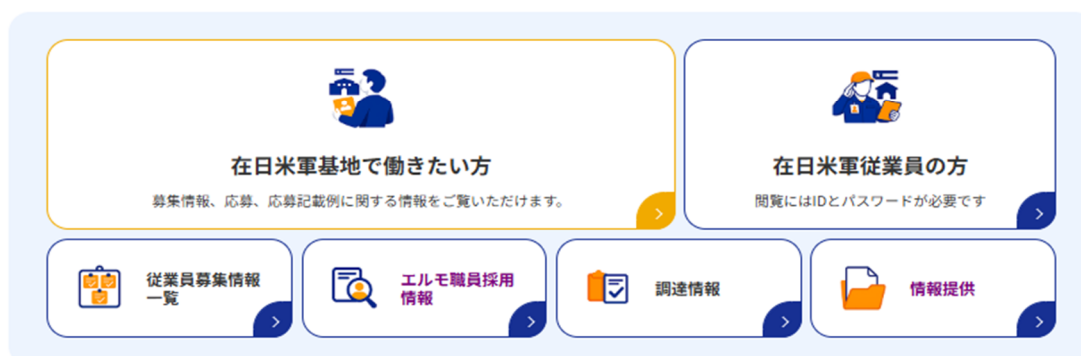 在日米軍基地で働きたい方
募集情報、応募、応募記載例に関する情報をご覧いただけます。
在日米軍従業員の方
閲覧にはIDとパスワードが必要です
従業員募集情報
一覧
エルモ職員採用
情報
調達情報
情報提供